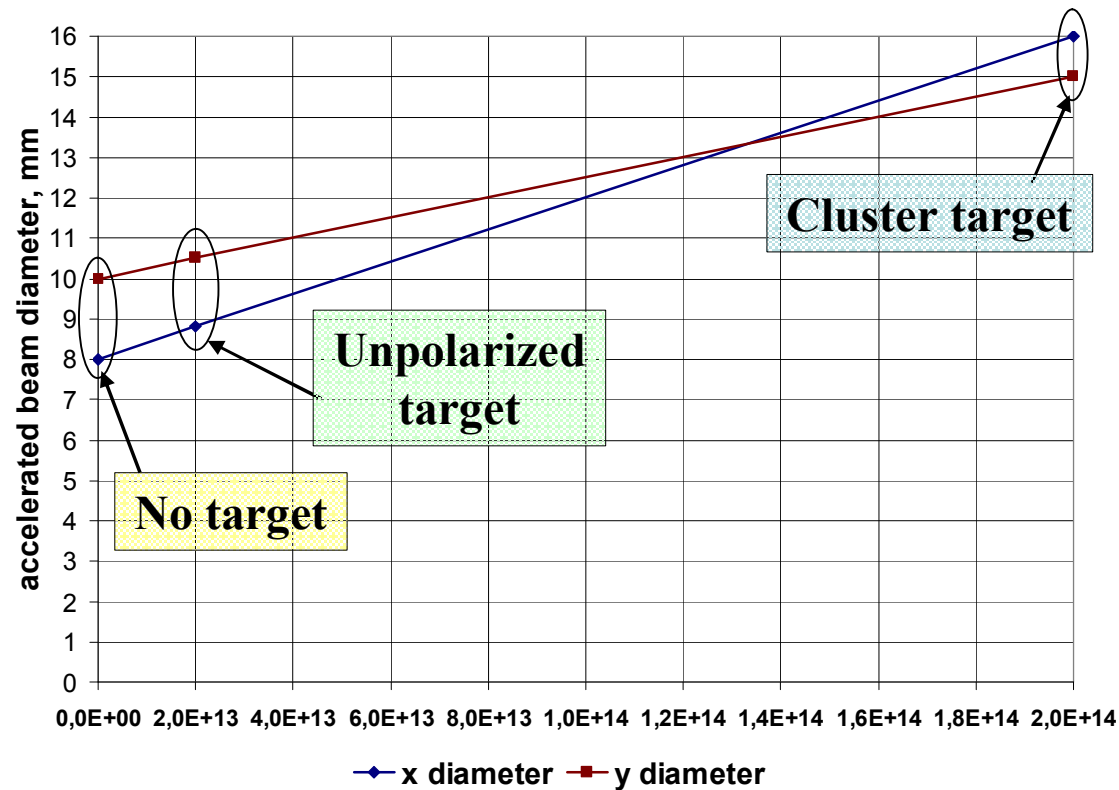 accelerated beam diameter, mm
16
15
14
13
12
11
10
9
8
7
6
5
4
3
2
1
0
Cluster target
Unpolarized
target
No target
0,0E+00 2,0E+13 4,0E+13 6,0E+13 8,0E+13 1,0E+14 1,2E+14 1,4E+14 1,6E+14 1,8E+14 2,0E+14
x diameter y diameter